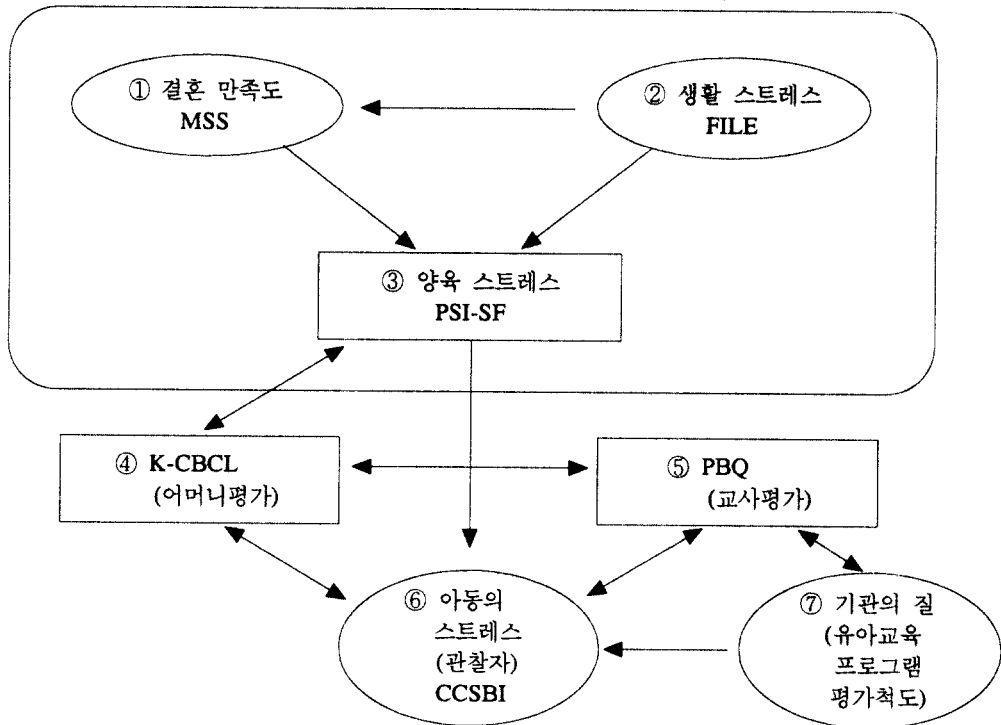 ① 결혼 만족도
MSS
② 생활 스트레스
FILE
③ 양육 스트레스
PSI-SF
④ K-CBCL
(어머니평가)
⑤ PBQ
(교사평가)
⑥ 아동의
스트레스
(관찰자)
CCSBI
⑦ 기관의 질
(유아교육
프로그램
평가척도)